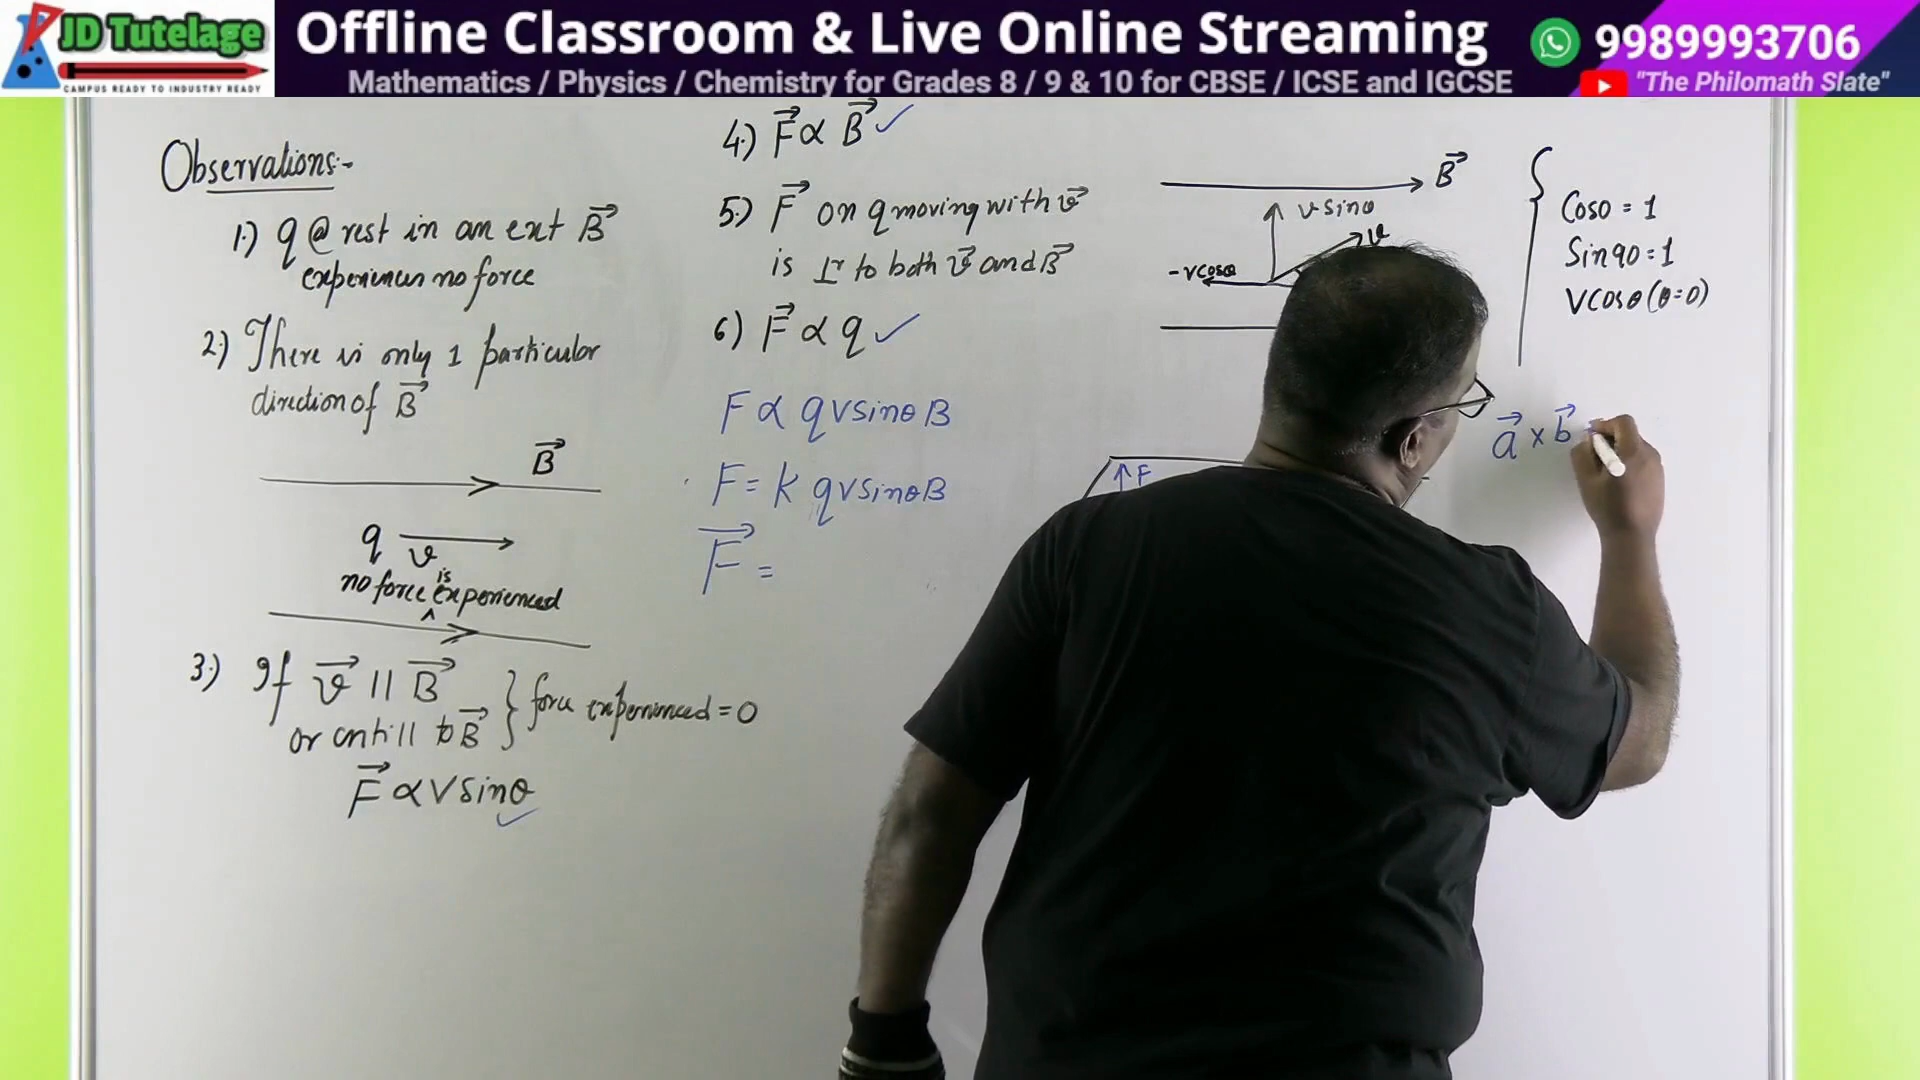 JD Tutelage
CAMPUS READY TO INDUSTRY READY
Offline Classroom & Live Online Streaming
Mathematics / Physics / Chemistry for Grades 8 / 9 & 10 for CBSE / ICSE and IGCSE
9989993706
"The Philomath Slate"
Observations:-
1.) q @ rest in an ext B⃗
experiences no force
2.) There is only 1 particular
direction of B⃗
B⃗
q v
is
no force ^ experienced
3.) If v⃗ || B⃗
or anti || to B⃗ } force experienced = 0
F⃗ ∝ V sinθ
4.) F⃗ ∝ B⃗ ✓
5.) F⃗ on q moving with v⃗
is ⊥r to both v⃗ and B⃗
6) F⃗ ∝ q ✓
F ∝ qvsinθB
F = K qvsinθB
F⃗ =
B⃗
v sinθ
v
-vcosθ
F
Cos0 = 1
Sin90 = 1
Vcosθ (θ=0)
a⃗ × b⃗